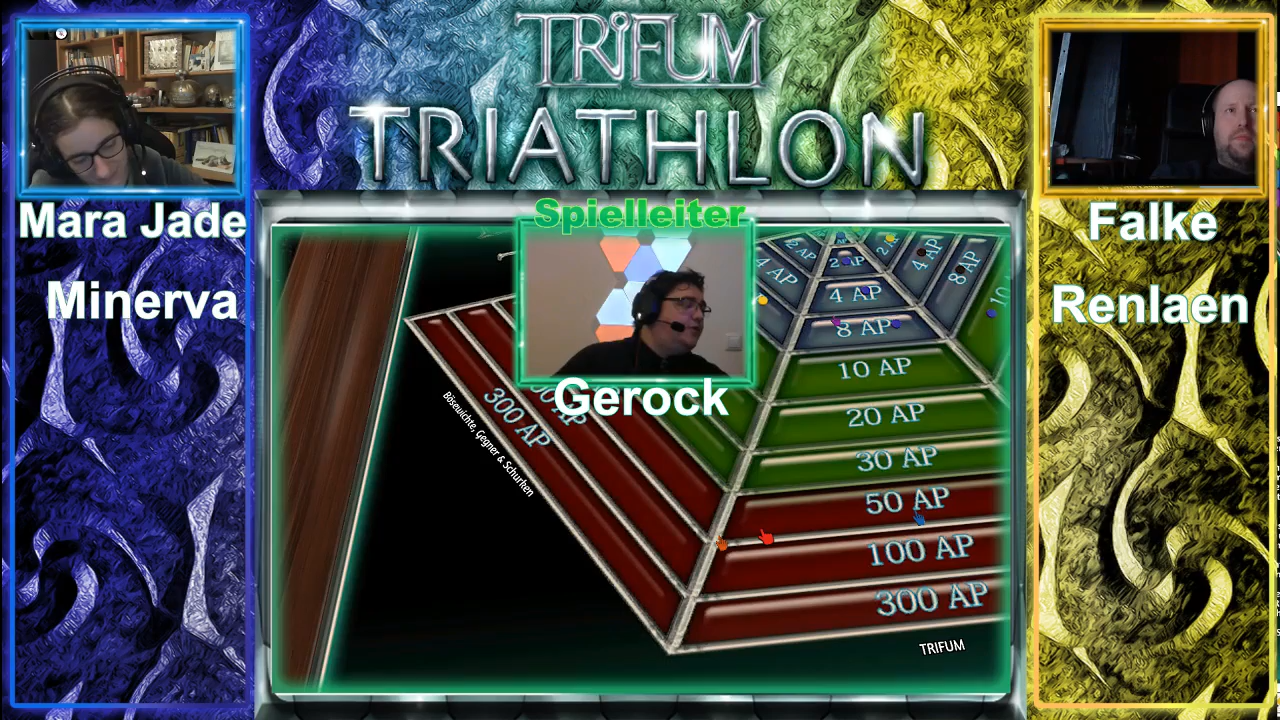 TRiFUM
TRIATHLON
Mara Jade
Minerva
Spielleiter
Gerock
Falke
Renlaen
2 AP
4 AP
2 AP
4 AP
8 AP
4 AP
8 AP
10 AP
20 AP
30 AP
50 AP
100 AP
300 AP
300 AP
Bösewichte, Gegner & Schurken
TRIFUM